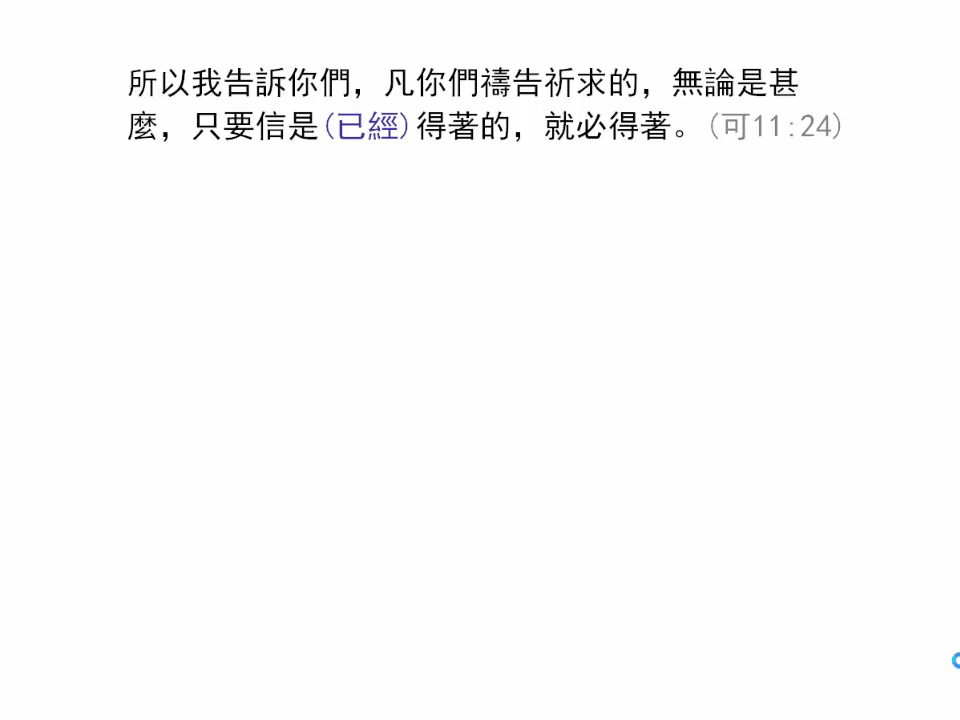 所以我告訴你們，凡你們禱告祈求的，無論是甚
麼，只要信是(已經)得著的，就必得著。(可11:24)